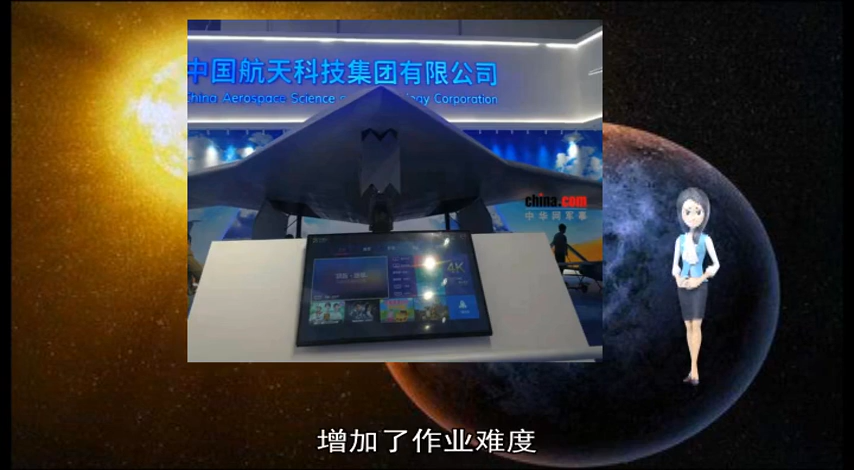 中国航天科技集团有限公司
China Aerospace Science
ogy Corporation
china.com
中华网军事
4K
增加了作业难度